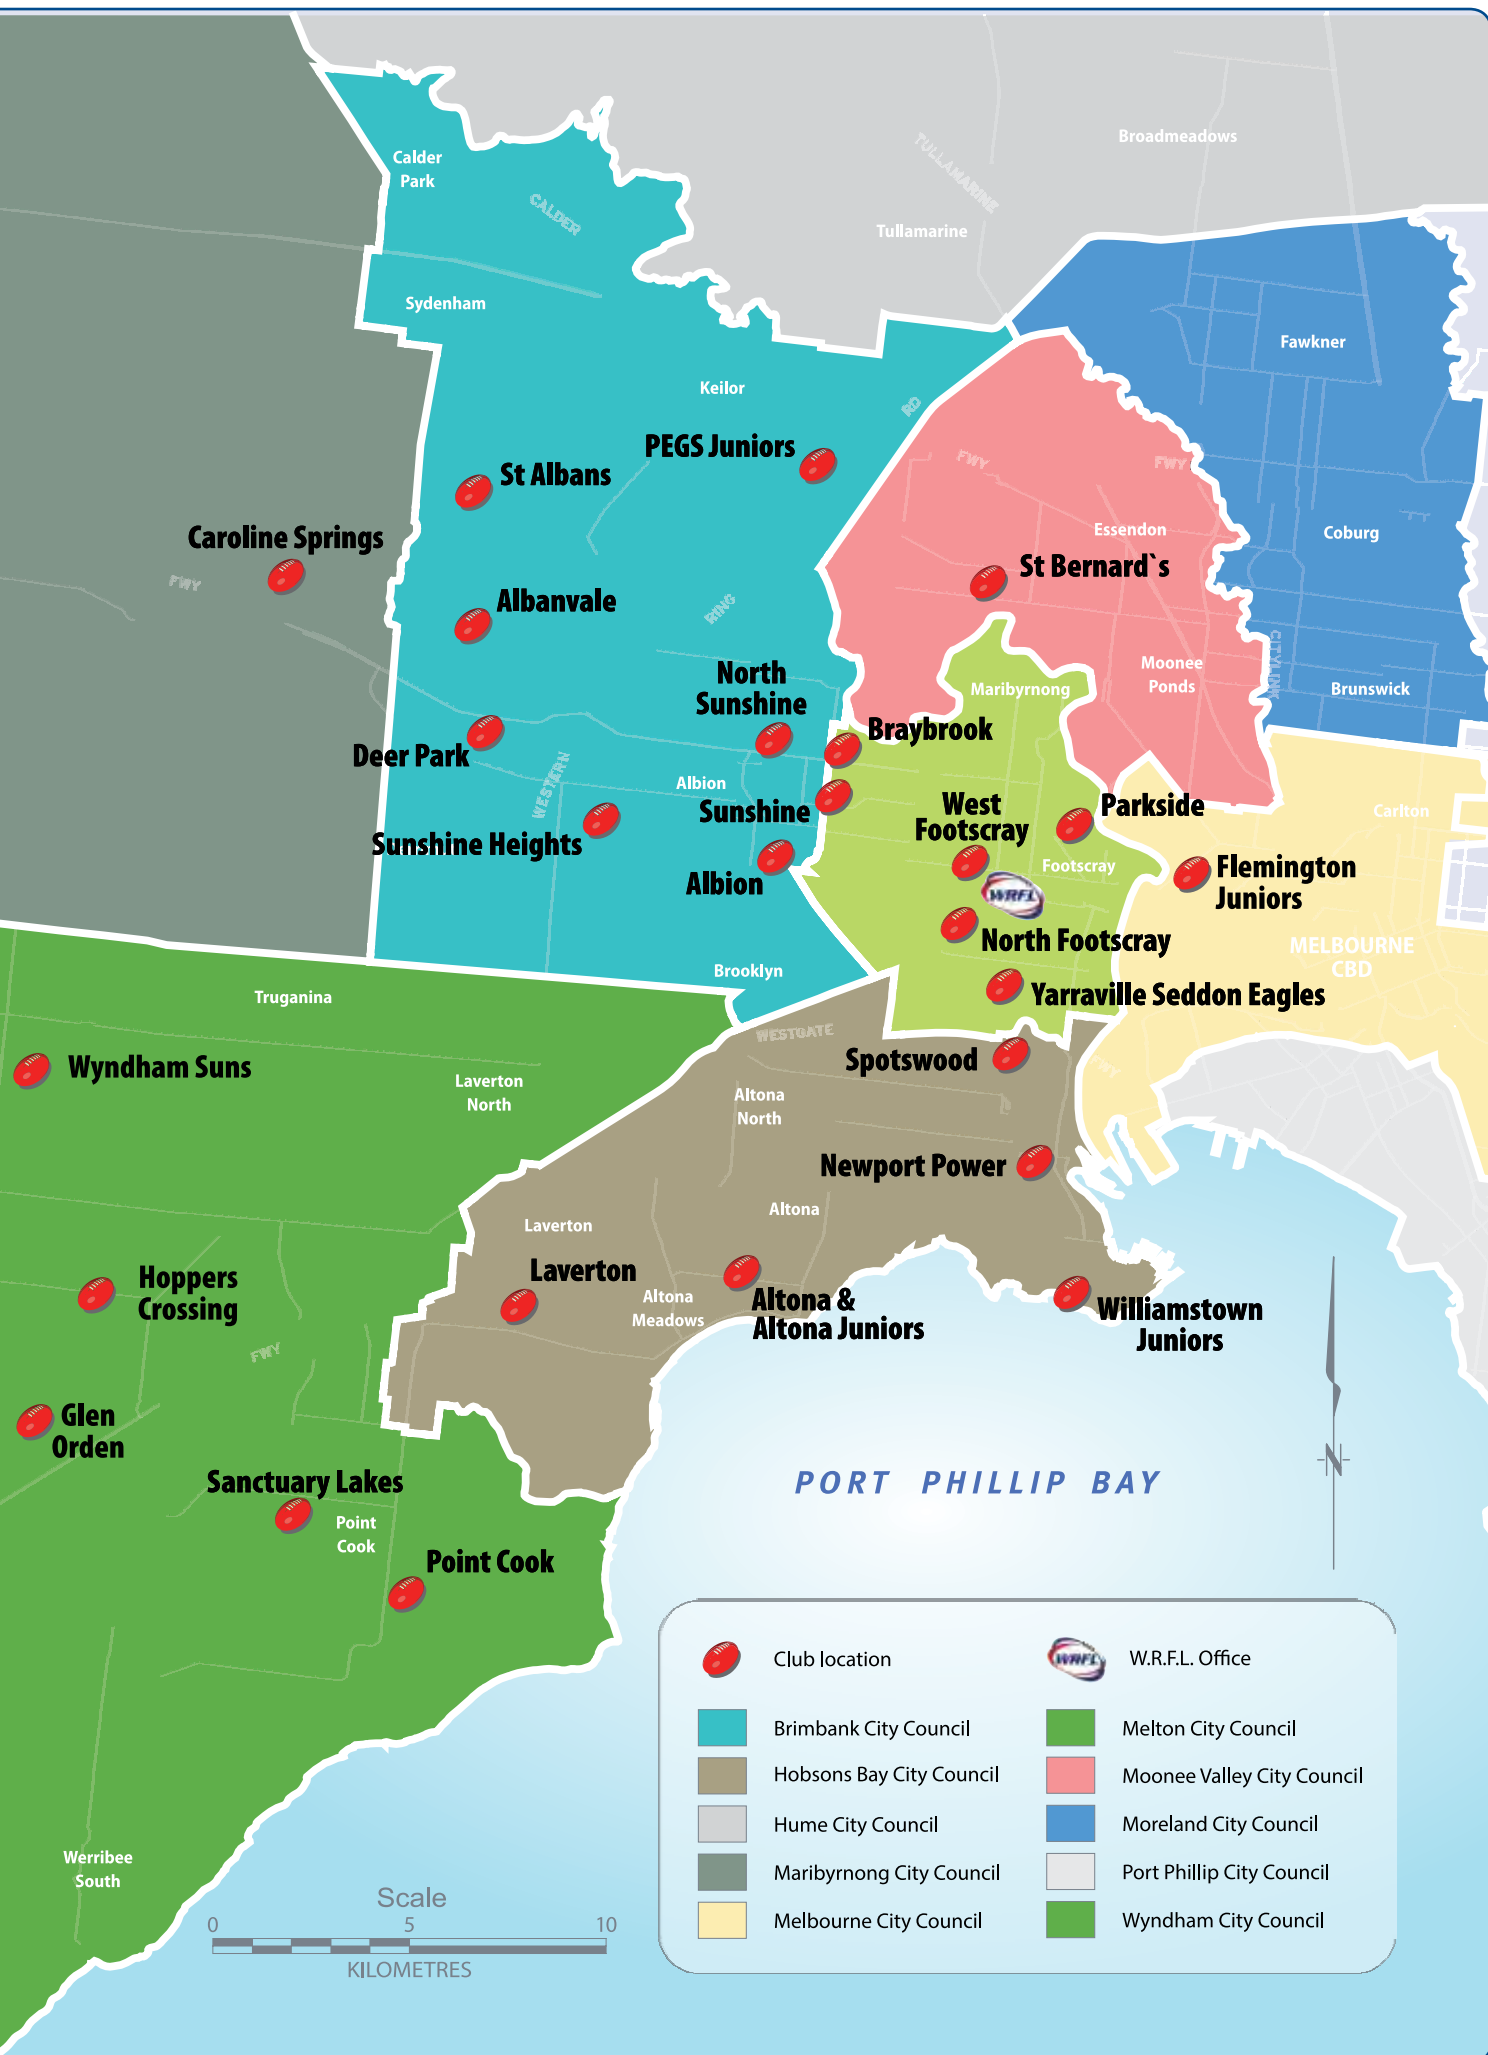 Broadmeadows
TULLAMARINE
Calder
Park
CALDER
Tullamarine
Sydenham
Fawkner
Keilor
RD
PEGS Juniors
FWY
FWY
St Albans
Essendon
Coburg
Caroline Springs
St Bernard`s
FWY
Albanvale
RING
CITYLINK
North
Sunshine
Moonee
Ponds
Maribyrnong
Brunswick
Braybrook
Deer Park
WESTERN
Albion
Sunshine
West
Footscray
Parkside
Carlton
Sunshine Heights
Footscray
Flemington
Juniors
Albion
WRFL
North Footscray
MELBOURNE
CBD
Brooklyn
Truganina
Yarraville Seddon Eagles
WESTGATE
Spotswood
Wyndham Suns
FWY
Laverton
North
Altona
North
Newport Power
Altona
Laverton
Laverton
Hoppers
Crossing
Altona
Meadows
Altona &
Altona Juniors
Williamstown
Juniors
FWY
Glen
Orden
N
Sanctuary Lakes
PORT PHILLIP BAY
Point
Cook
Point Cook
Club location
WRFL
W.R.F.L. Office
Brimbank City Council
Melton City Council
Hobsons Bay City Council
Moonee Valley City Council
Hume City Council
Moreland City Council
Maribyrnong City Council
Port Phillip City Council
Melbourne City Council
Wyndham City Council
Werribee
South
Scale
0 5 10
KILOMETRES